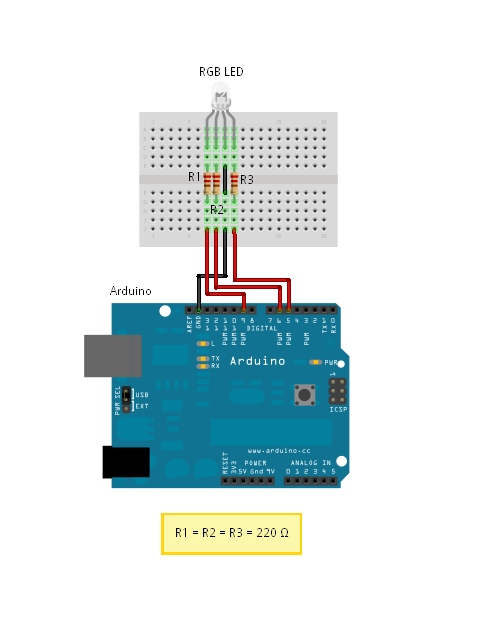 RGB LED
R1
R3
R2
Arduino
AREF
GND
13
12
11
10
9
8
7
6
5
4
3
2
1
0
PWM
PWM
PWM
PWM
PWM
PWM
TX
RX
DIGITAL
L
TX
RX
Arduino
PWR
1
ICSP
PWR SEL
USB
EXT
www.arduino.cc
POWER
ANALOG IN
RESET
3V3
5V Gnd 9V
0 1 2 3 4 5
R1 = R2 = R3 = 220 Ω